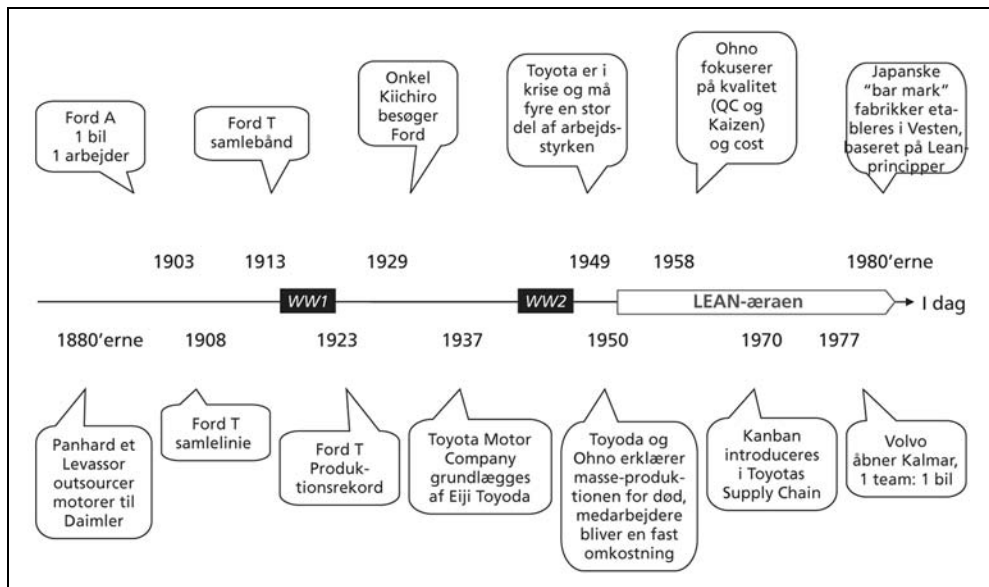 Ford A
1 bil
1 arbejder
Ford T
samlebånd
Onkel
Kiichiro
besøger
Ford
Toyota er i
krise og må
fyre en stor
del af arbejds-
styrken
Ohno
fokuserer
på kvalitet
(QC og
Kaizen)
og cost
Japanske
“bar mark”
fabrikker eta-
bleres i Vesten,
baseret på Lean-
principper
1903 1913 1929 1949 1958 1980’erne
WW1 WW2 LEAN-æraen I dag
1880’erne 1908 1923 1937 1950 1970 1977
Panhard et
Levassor
outsourcer
motorer til
Daimler
Ford T
samlelinie
Ford T
Produk-
tionsrekord
Toyota Motor
Company
grundlægges
af Eiji Toyoda
Toyoda og
Ohno erklærer
masse-produk-
tionen for død,
medarbejdere
bliver en fast
omkostning
Kanban
introduceres
i Toyotas
Supply Chain
Volvo
åbner Kalmar,
1 team: 1 bil